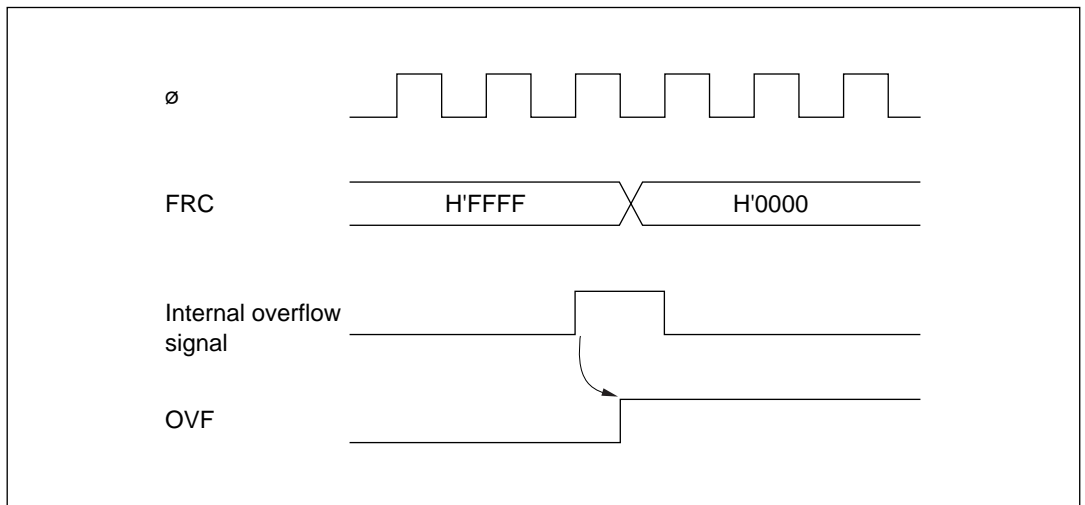 ø
FRC
H'FFFF
H'0000
Internal overflow
signal
OVF